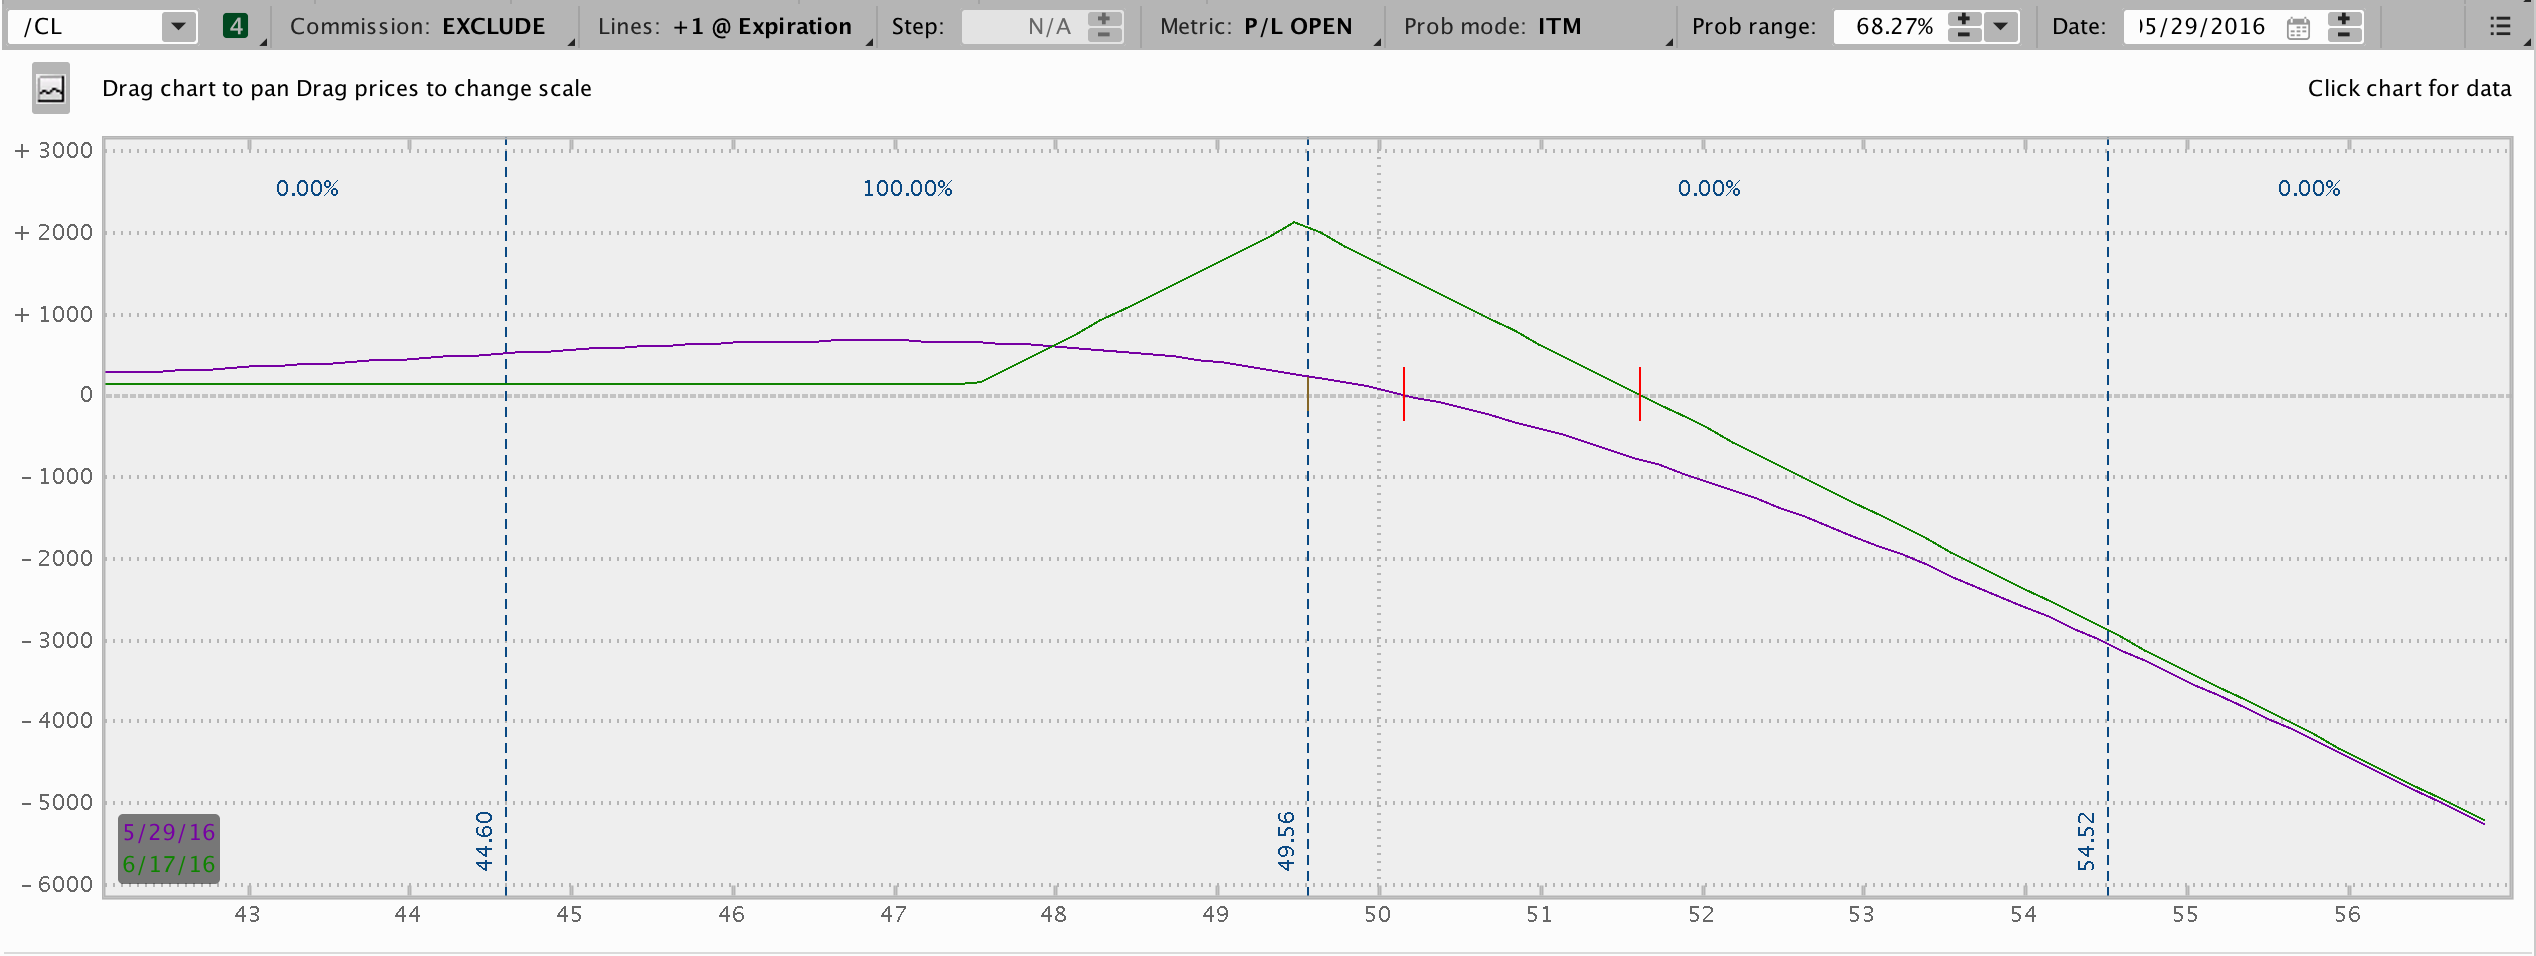 /CL 4 Commission: EXCLUDE Lines: +1 @ Expiration Step: N/A Metric: P/L OPEN Prob mode: ITM Prob range: 68.27% Date: 05/29/2016
Drag chart to pan Drag prices to change scale Click chart for data
+ 3000
0.00% 100.00% 0.00% 0.00%
+ 2000
+ 1000
0
- 1000
- 2000
- 3000
- 4000
- 5000
5/29/16
6/17/16
44.60 49.56 54.52
- 6000
43 44 45 46 47 48 49 50 51 52 53 54 55 56